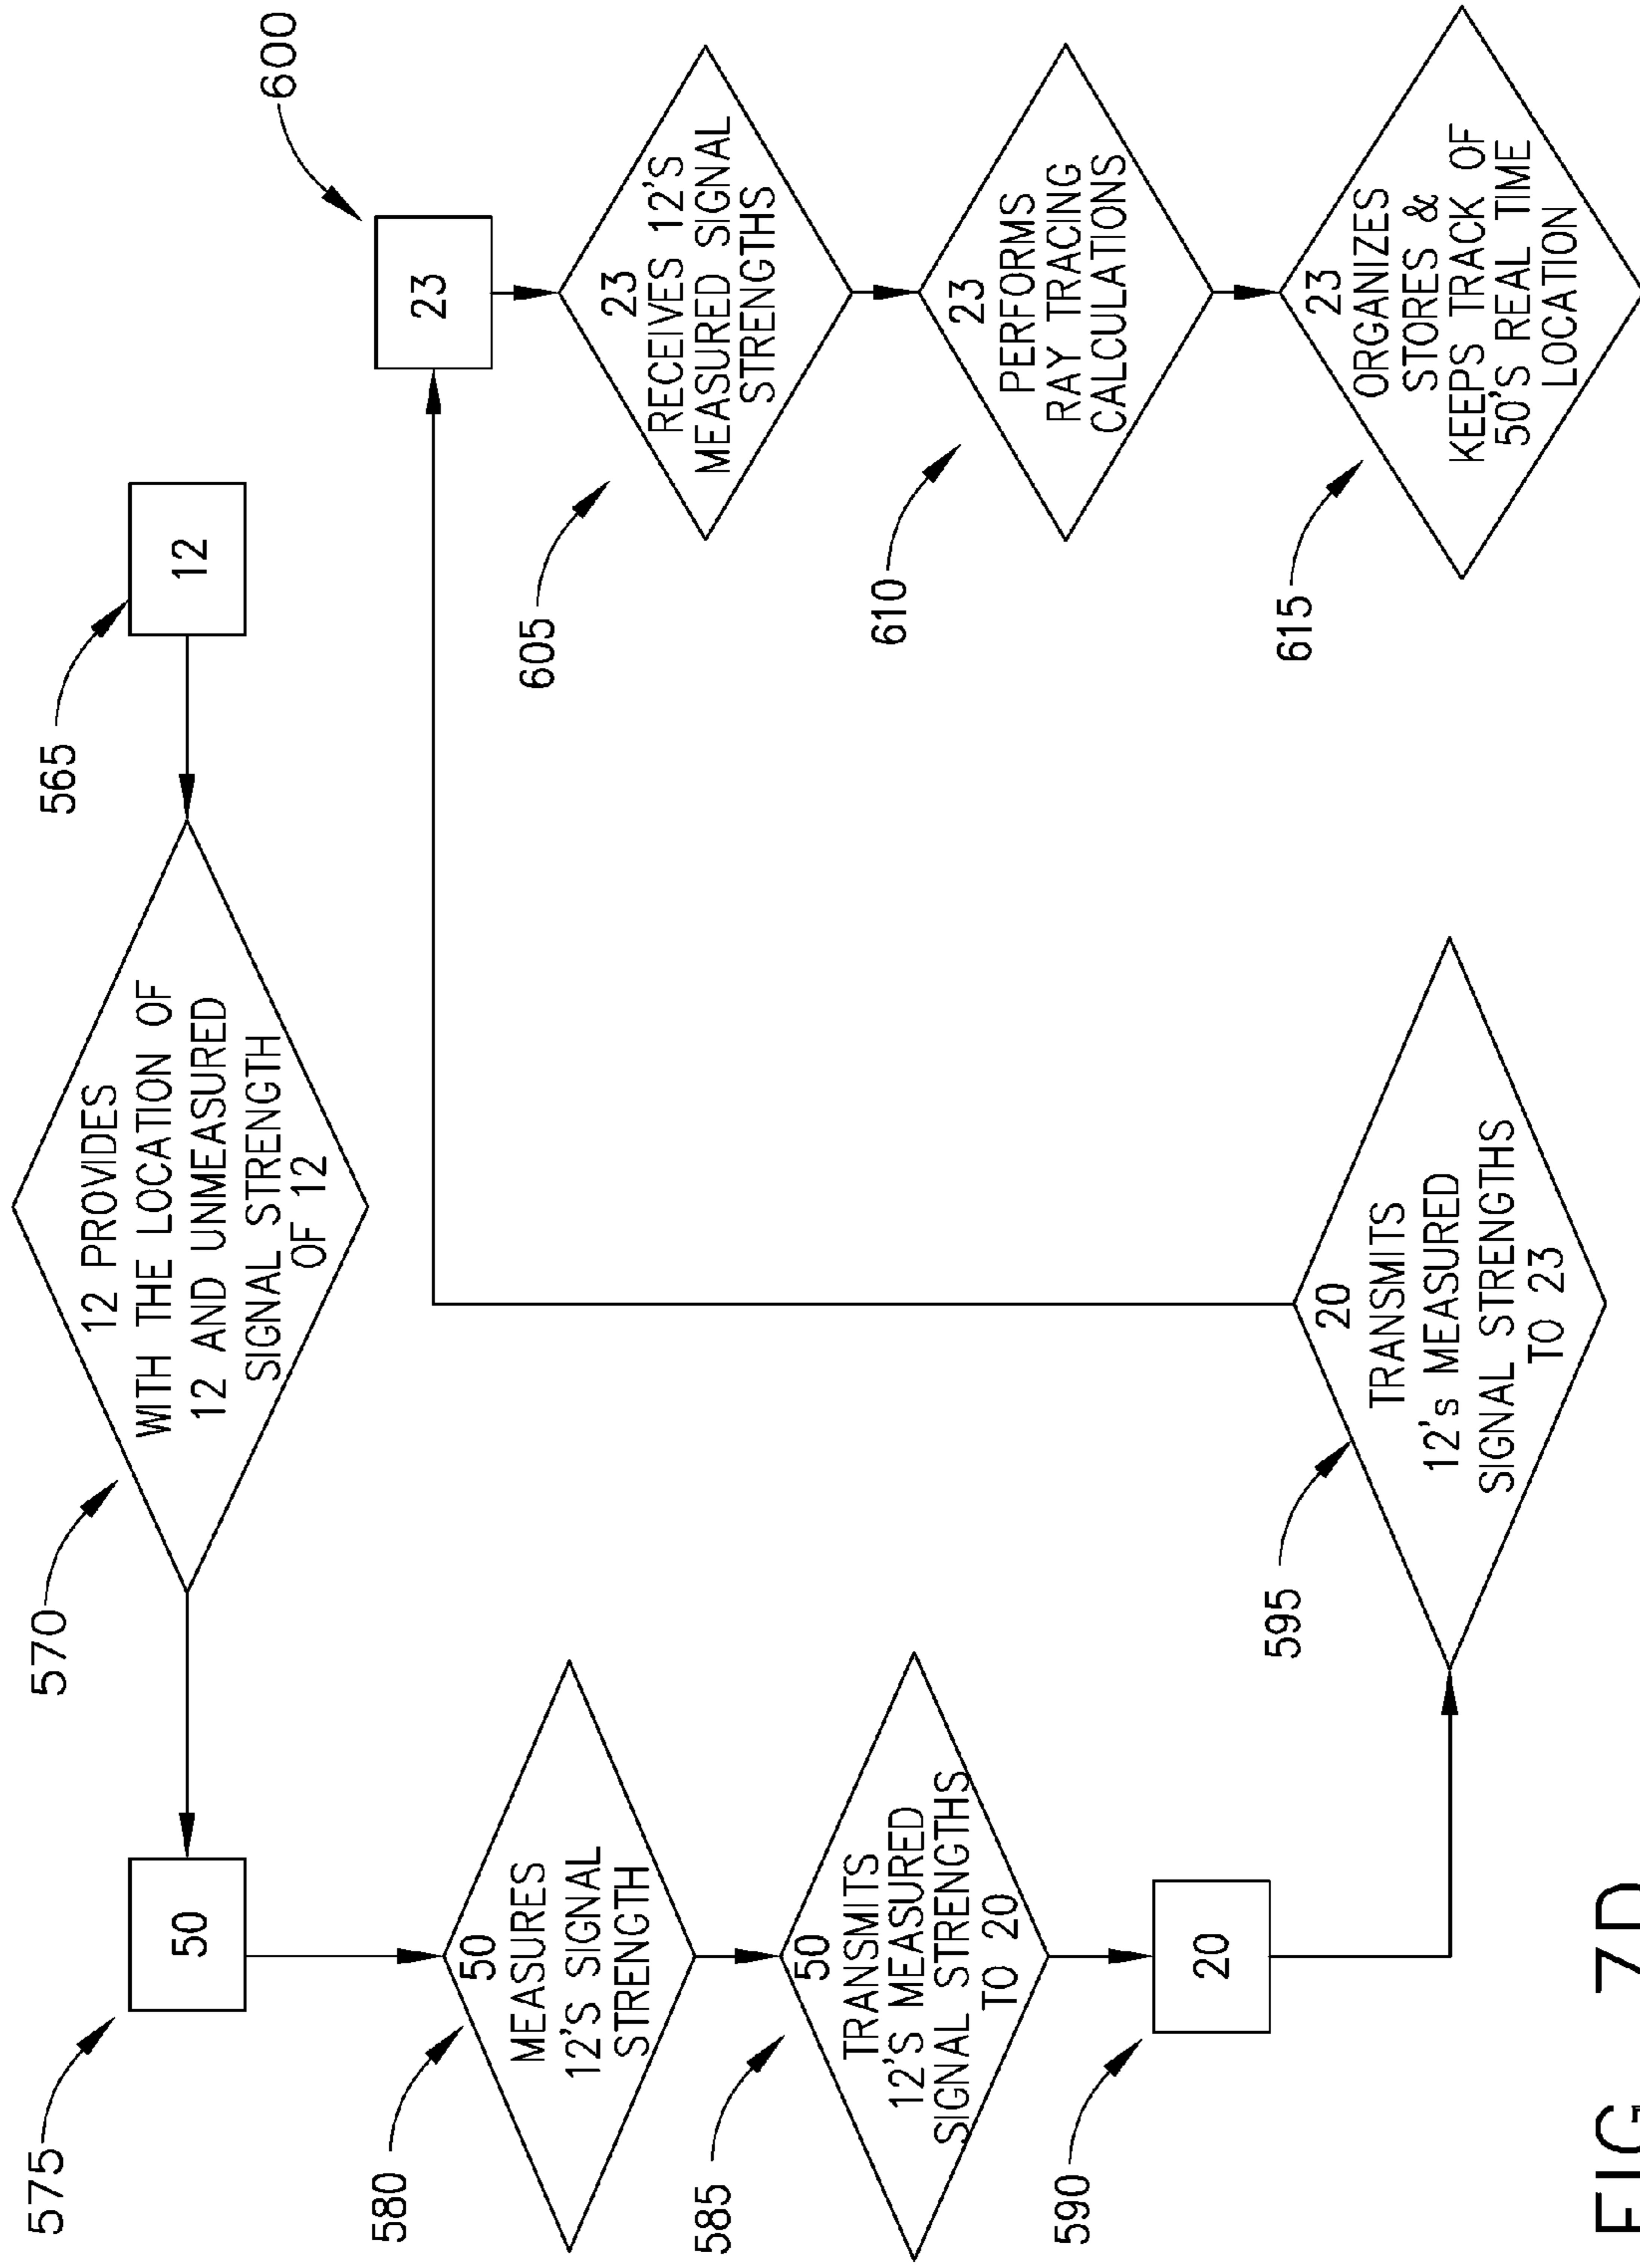 565
12
570
12 PROVIDES
WITH THE LOCATION OF
12 AND UNMEASURED
SIGNAL STRENGTH
OF 12
575
50
580
50
MEASURES
12'S SIGNAL
STRENGTH
585
50
TRANSMITS
12'S MEASURED
SIGNAL STRENGTHS
TO 20
590
20
595
20
TRANSMITS
12's MEASURED
SIGNAL STRENGTHS
TO 23
600
23
605
23
RECEIVES 12'S
MEASURED SIGNAL
STRENGTHS
610
23
PERFORMS
RAY TRACING
CALCULATIONS
615
23
ORGANIZES
STORES &
KEEPS TRACK OF
50'S REAL TIME
LOCATION
FIG. 7D